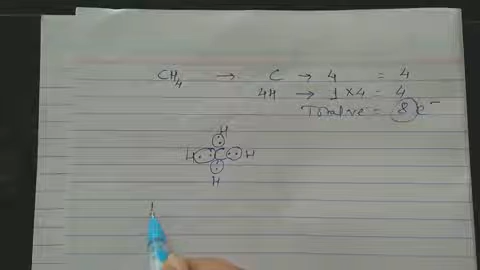 CH4 → C → 4 = 4
4H → 1 × 4 = 4
Total ve = 8 e-
H
H C H
H